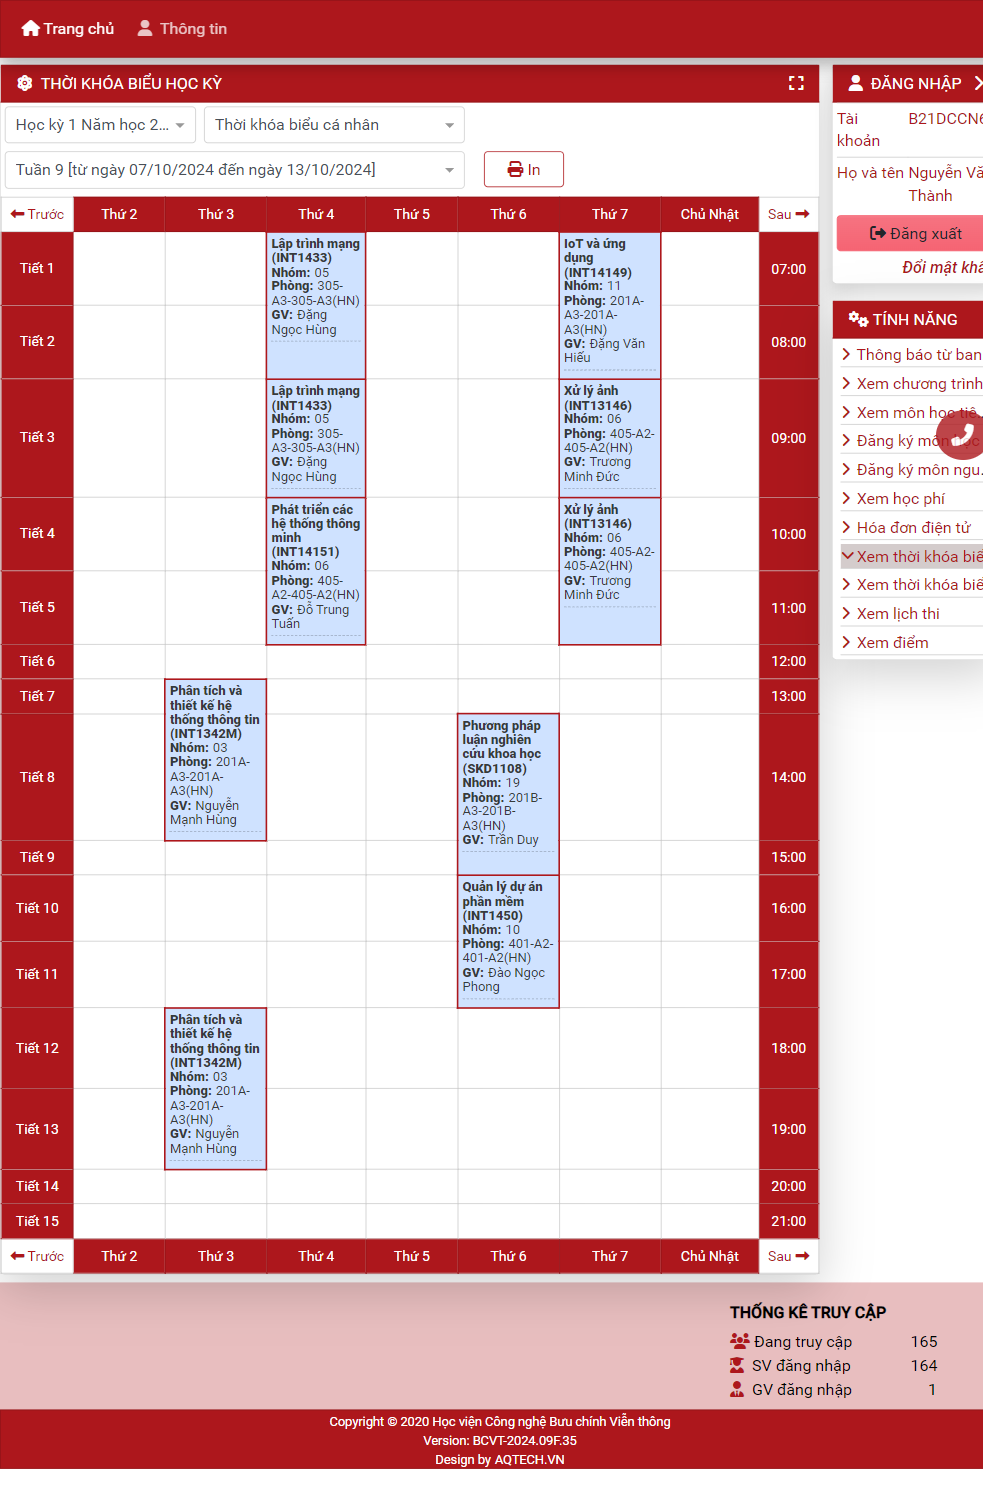 Trang chủ Thông tin
THỜI KHÓA BIỂU HỌC KỲ
Học kỳ 1 Năm học 2... Thời khóa biểu cá nhân
Tuần 9 [từ ngày 07/10/2024 đến ngày 13/10/2024] In
Trước Thứ 2 Thứ 3 Thứ 4 Thứ 5 Thứ 6 Thứ 7 Chủ Nhật Sau
Tiết 1
Lập trình mạng
(INT1433)
Nhóm: 05
Phòng: 305-
A3-305-A3(HN)
GV: Đặng
Ngọc Hùng
IoT và ứng
dụng
(INT14149)
Nhóm: 11
Phòng: 201A-
A3-201A-
A3(HN)
GV: Đặng Văn
Hiếu
07:00
Tiết 2
08:00
Tiết 3
Lập trình mạng
(INT1433)
Nhóm: 05
Phòng: 305-
A3-305-A3(HN)
GV: Đặng
Ngọc Hùng
Xử lý ảnh
(INT13146)
Nhóm: 06
Phòng: 405-A2-
405-A2(HN)
GV: Trương
Minh Đức
09:00
Tiết 4
Phát triển các
hệ thống thông
minh
(INT14151)
Nhóm: 06
Phòng: 405-
A2-405-A2(HN)
GV: Đỗ Trung
Tuấn
Xử lý ảnh
(INT13146)
Nhóm: 06
Phòng: 405-A2-
405-A2(HN)
GV: Trương
Minh Đức
10:00
Tiết 5
11:00
Tiết 6
12:00
Tiết 7
Phân tích và
thiết kế hệ
thống thông tin
(INT1342M)
Nhóm: 03
Phòng: 201A-
A3-201A-
A3(HN)
GV: Nguyễn
Mạnh Hùng
13:00
Tiết 8
Phương pháp
luận nghiên
cứu khoa học
(SKD1108)
Nhóm: 19
Phòng: 201B-
A3-201B-
A3(HN)
GV: Trần Duy
14:00
Tiết 9
15:00
Tiết 10
Quản lý dự án
phần mềm
(INT1450)
Nhóm: 10
Phòng: 401-A2-
401-A2(HN)
GV: Đào Ngọc
Phong
16:00
Tiết 11
17:00
Tiết 12
Phân tích và
thiết kế hệ
thống thông tin
(INT1342M)
Nhóm: 03
Phòng: 201A-
A3-201A-
A3(HN)
GV: Nguyễn
Mạnh Hùng
18:00
Tiết 13
19:00
Tiết 14
20:00
Tiết 15
21:00
Trước Thứ 2 Thứ 3 Thứ 4 Thứ 5 Thứ 6 Thứ 7 Chủ Nhật Sau
ĐĂNG NHẬP
Tài B21DCCN6
khoản
Họ và tên Nguyễn Vă
Thành
Đăng xuất
Đổi mật khẩ
TÍNH NĂNG
Thông báo từ ban
Xem chương trình
Xem môn học tiê..
Đăng ký môn học
Đăng ký môn ngu.
Xem học phí
Hóa đơn điện tử
Xem thời khóa biể
Xem thời khóa biể
Xem lịch thi
Xem điểm
THỐNG KÊ TRUY CẬP
Đang truy cập 165
SV đăng nhập 164
GV đăng nhập 1
Copyright © 2020 Học viện Công nghệ Bưu chính Viễn thông
Version: BCVT-2024.09F.35
Design by AQTECH.VN